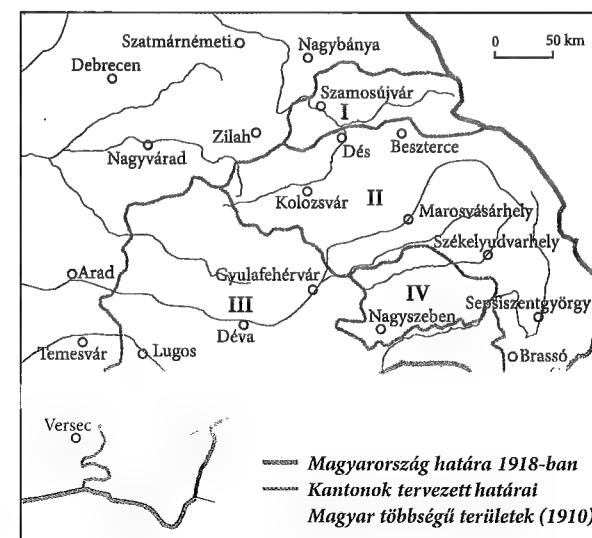 Szatmárnémeti
Nagybánya
0 50 km
Debrecen
Szamosújvár
I
Zilah
Dés
Beszterce
Nagyvárad
Kolozsvár
II
Marosvásárhely
Székelyudvarhely
Arad
Gyulafehérvár
IV
Sepsiszentgyörgy
III
Nagyszeben
Déva
Temesvár
Lugos
Brassó
Versec
Magyarország határa 1918-ban
Kantonok tervezett határai
Magyar többségű területek (1910)